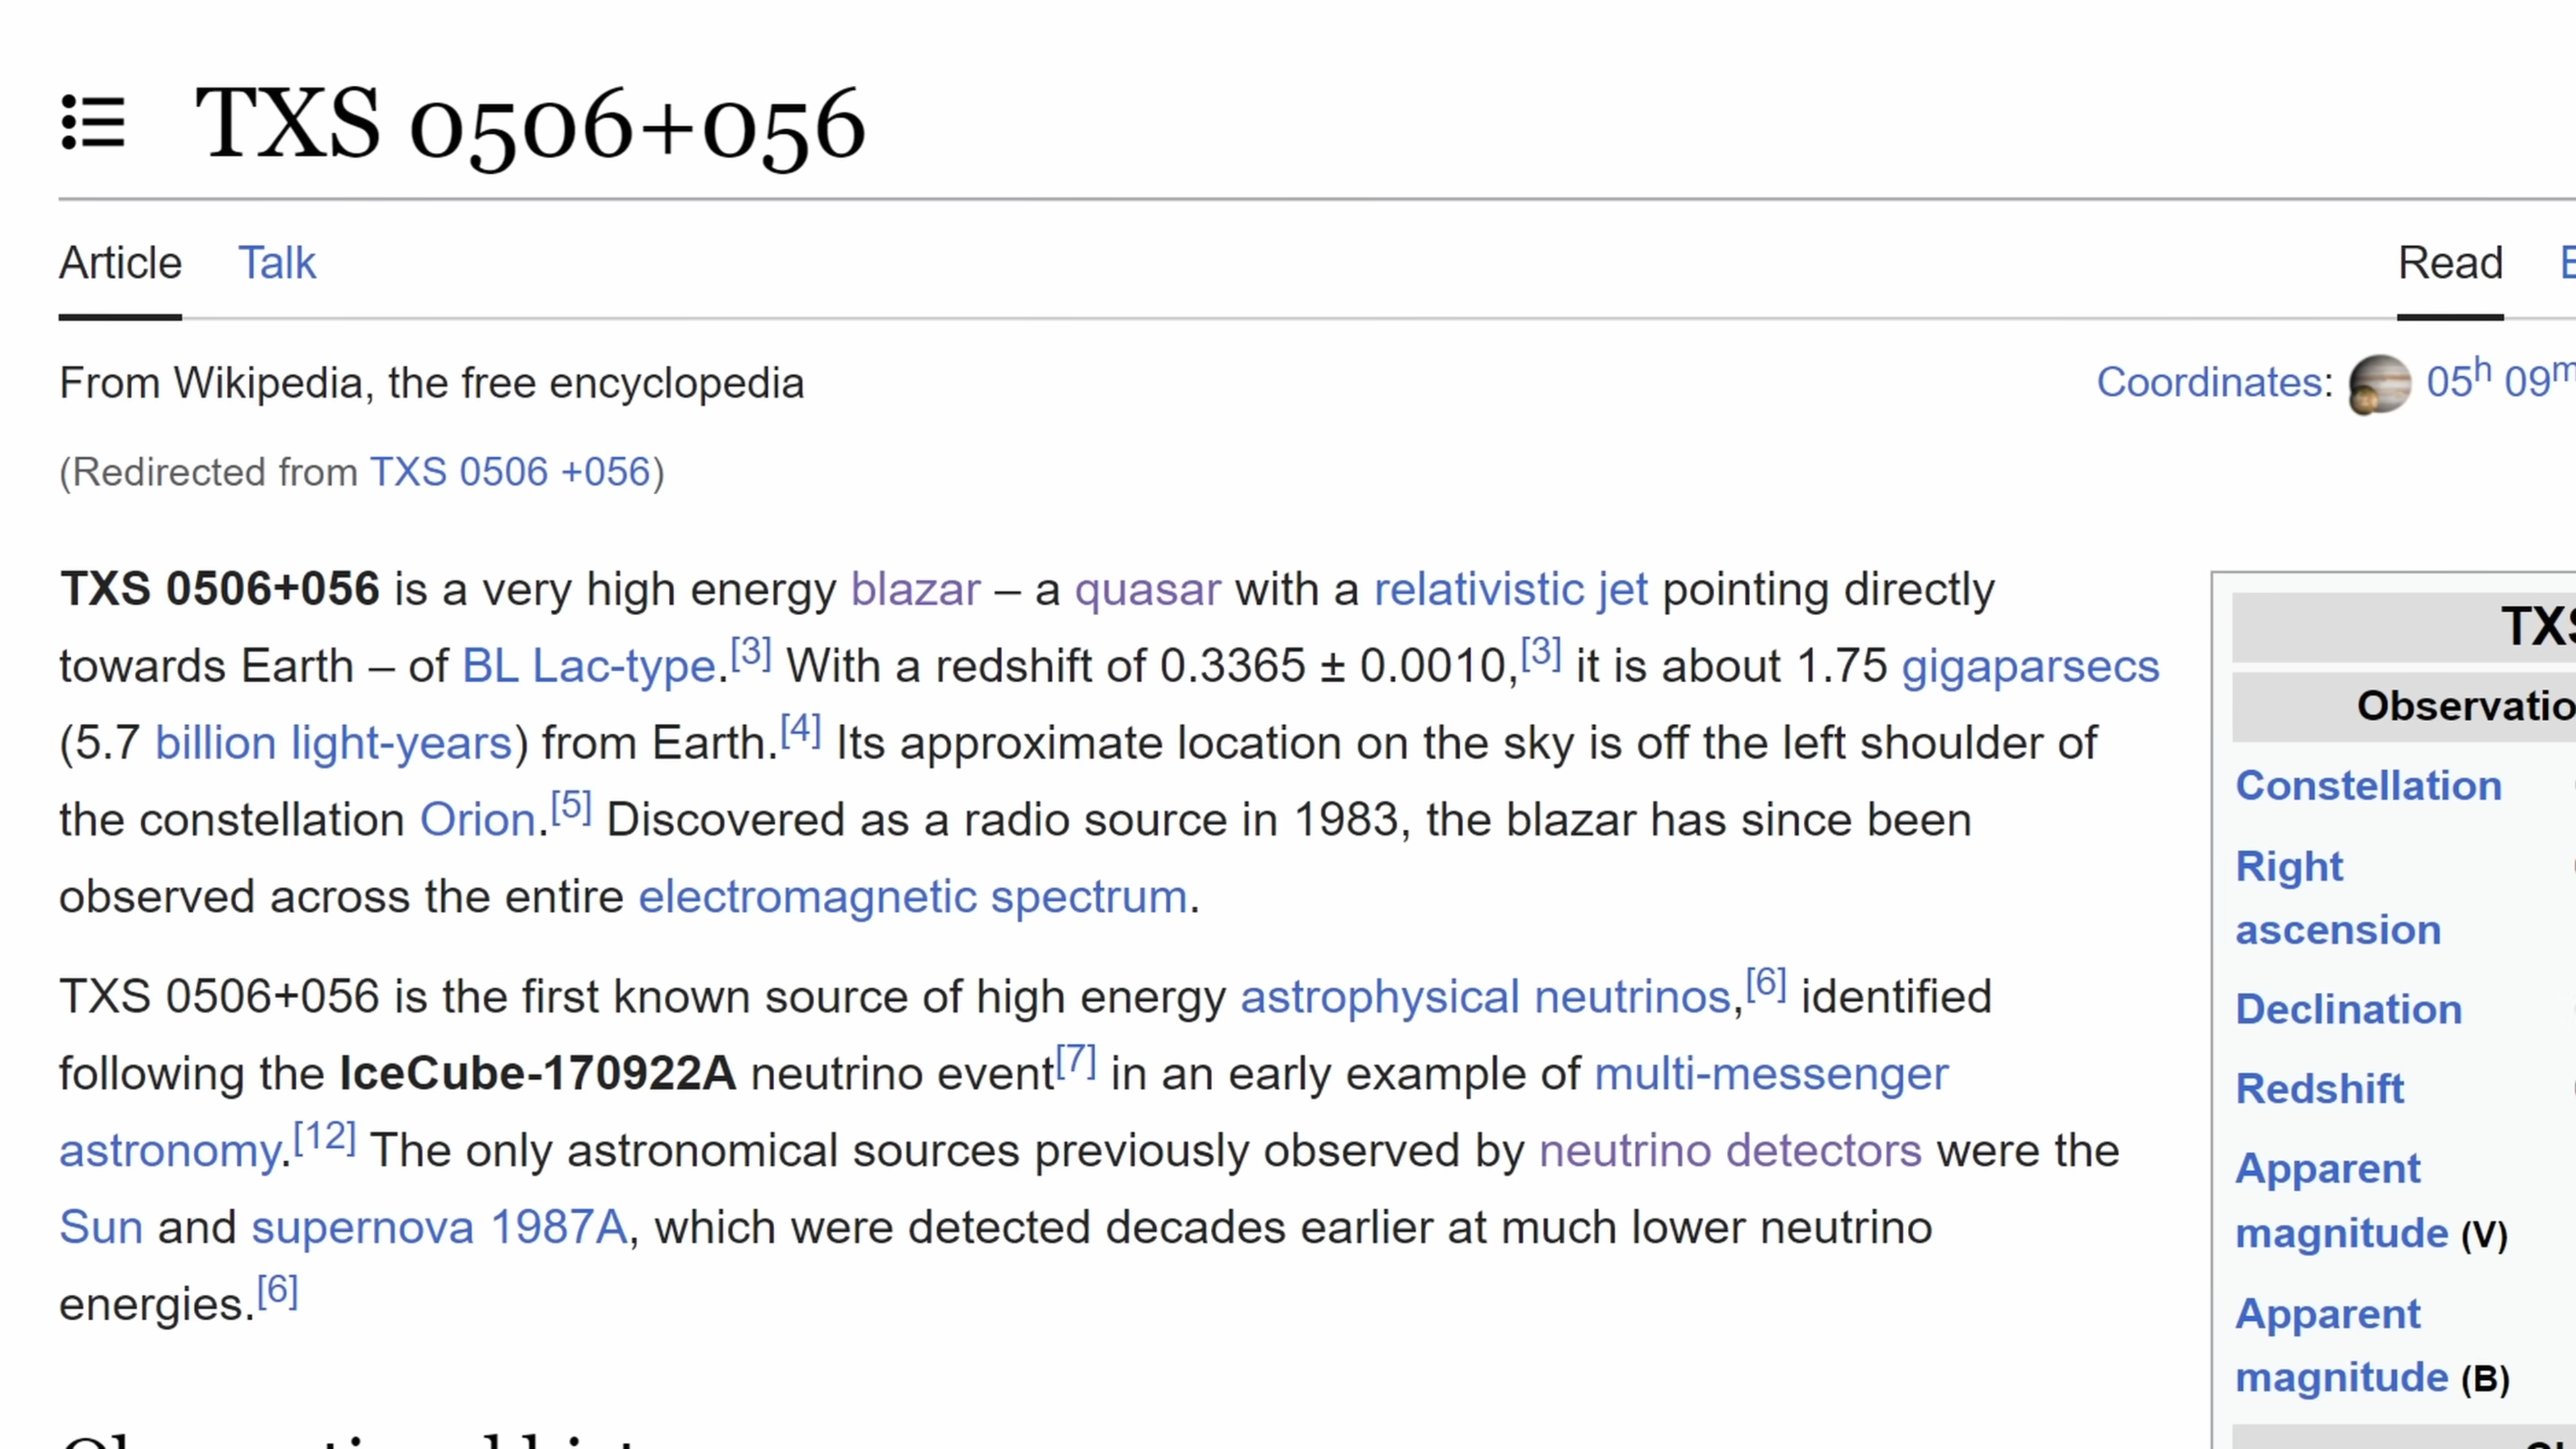 TXS 0506+056
Article Talk Read
From Wikipedia, the free encyclopedia
Coordinates: 05h 09m
(Redirected from TXS 0506 +056)
TXS 0506+056 is a very high energy blazar – a quasar with a relativistic jet pointing directly
towards Earth – of BL Lac-type.[3] With a redshift of 0.3365 ± 0.0010,[3] it is about 1.75 gigaparsecs
(5.7 billion light-years) from Earth.[4] Its approximate location on the sky is off the left shoulder of
the constellation Orion.[5] Discovered as a radio source in 1983, the blazar has since been
observed across the entire electromagnetic spectrum.
TXS 0506+056 is the first known source of high energy astrophysical neutrinos,[6] identified
following the IceCube-170922A neutrino event[7] in an early example of multi-messenger
astronomy.[12] The only astronomical sources previously observed by neutrino detectors were the
Sun and supernova 1987A, which were detected decades earlier at much lower neutrino
energies.[6]
TXS
Observatio
Constellation
Right
ascension
Declination
Redshift
Apparent
magnitude (V)
Apparent
magnitude (B)